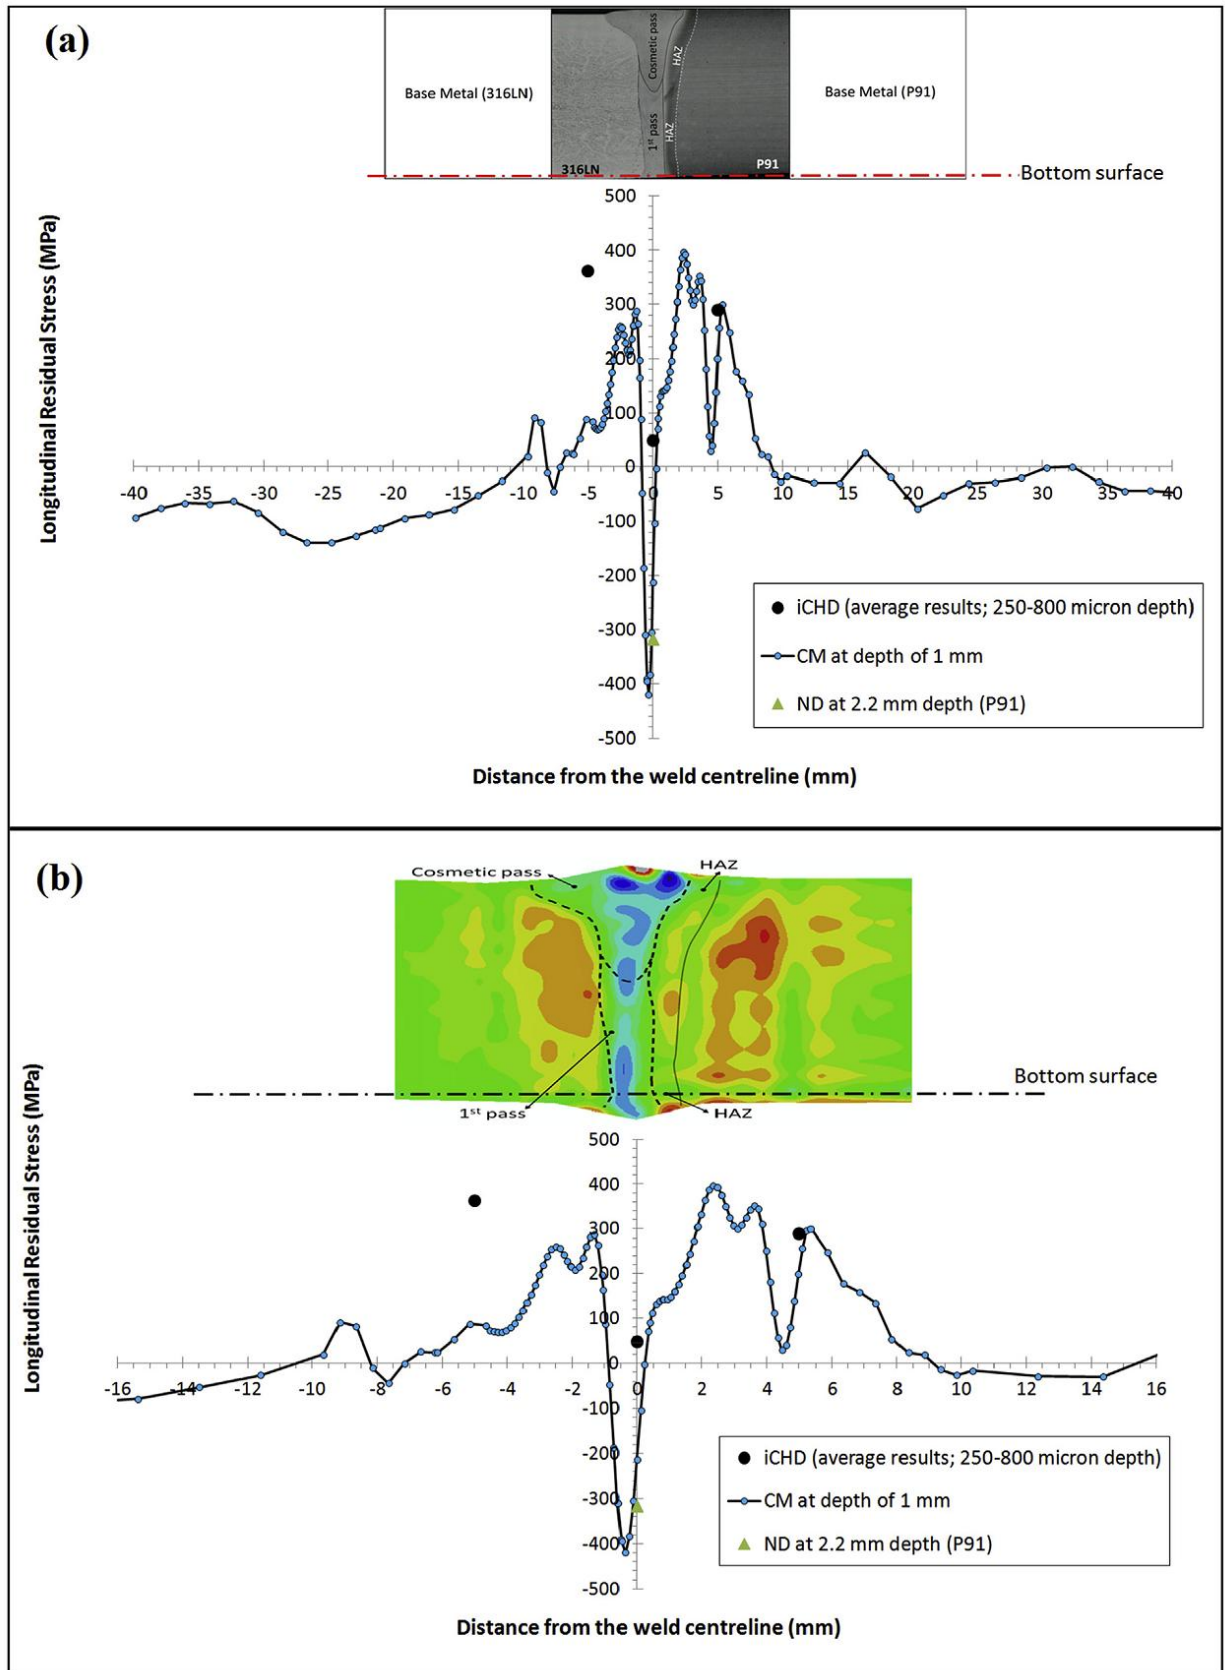 (a)
Base Metal (316LN)
Cosmetic pass
HAZ
Base Metal (P91)
1st pass
HAZ
316LN
P91
Bottom surface
Longitudinal Residual Stress (MPa)
500
400
300
200
100
0
-100
-200
-300
-400
-500
-40 -35 -30 -25 -20 -15 -10 -5 0 5 10 15 20 25 30 35 40
iCHD (average results; 250-800 micron depth)
CM at depth of 1 mm
ND at 2.2 mm depth (P91)
Distance from the weld centreline (mm)
(b)
Cosmetic pass
HAZ
Bottom surface
1st pass
HAZ
Longitudinal Residual Stress (MPa)
500
400
300
200
100
0
-100
-200
-300
-400
-500
-16 -14 -12 -10 -8 -6 -4 -2 0 2 4 6 8 10 12 14 16
iCHD (average results; 250-800 micron depth)
CM at depth of 1 mm
ND at 2.2 mm depth (P91)
Distance from the weld centreline (mm)